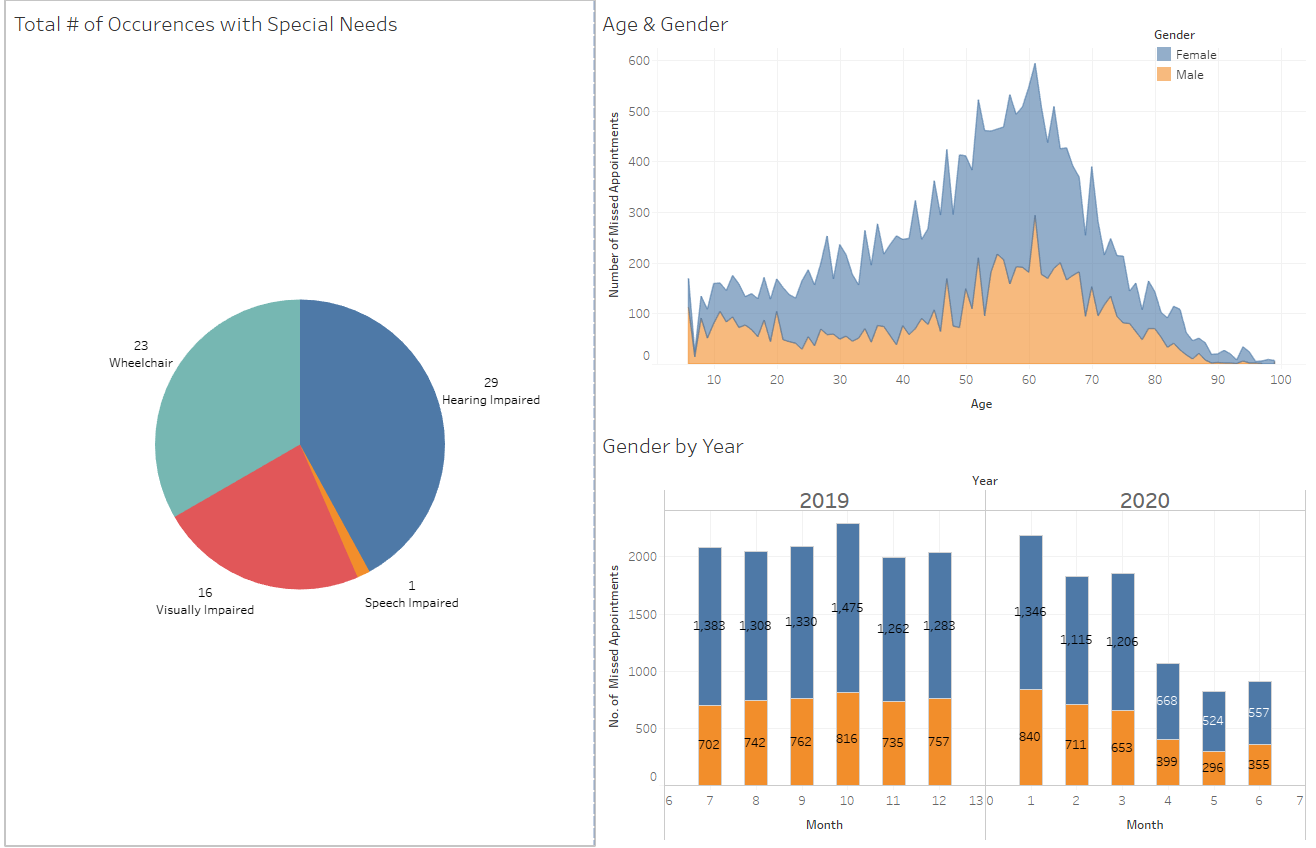 Total # of Occurences with Special Needs
23
Wheelchair
29
Hearing Impaired
16
Visually Impaired
1
Speech Impaired
Age & Gender
Gender
Female
Male
Number of Missed Appointments
600
500
400
300
200
100
0
10 20 30 40 50 60 70 80 90 100
Age
Gender by Year
Year
2019 2020
No. of Missed Appointments
2000
1500
1000
500
0
1,383 1,308 1,330 1,475 1,262 1,283 1,346 1,115 1,206 668 524 557
702 742 762 816 735 757 840 711 653 399 296 355
6 7 8 9 10 11 12 13 0 1 2 3 4 5 6 7
Month Month